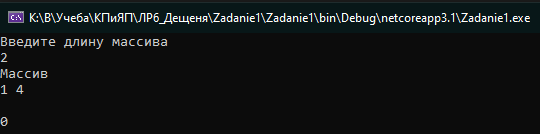 K:\В\Учеба\КПиЯП\ЛР6_Дещеня\Zadanie1\Zadanie1\bin\Debug\netcoreapp3.1\Zadanie1.exe
Введите длину массива
2
Массив
1 4
0